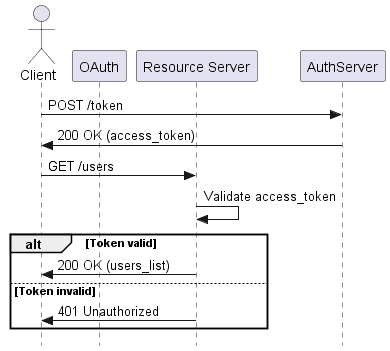 Client
OAuth
Resource Server
AuthServer
POST /token
200 OK (access_token)
GET /users
Validate access_token
alt
[Token valid]
200 OK (users_list)
[Token invalid]
401 Unauthorized